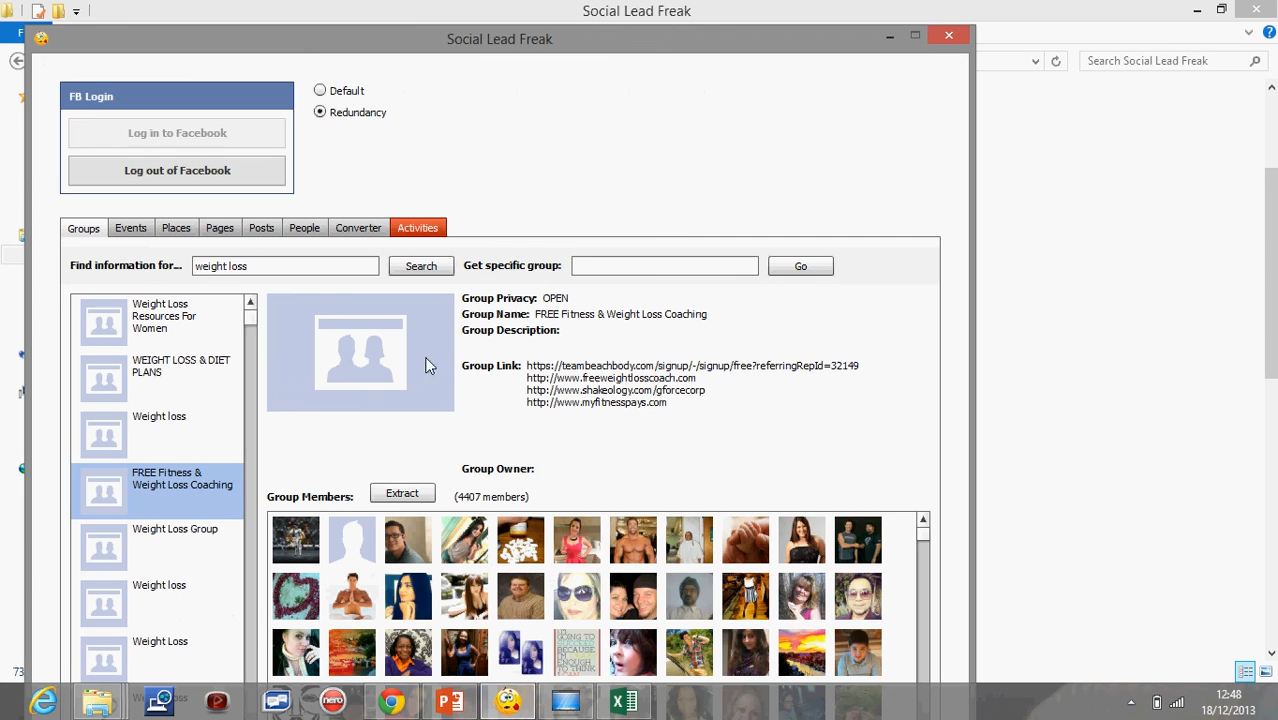 Social Lead Freak
F
Social Lead Freak
Search Social Lead Freak
FB Login
Log in to Facebook
Log out of Facebook
Default
Redundancy
Groups
Events
Places
Pages
Posts
People
Converter
Activities
Find information for...
weight loss
Search
Get specific group:
Go
Weight Loss
Resources For
Women
WEIGHT LOSS & DIET
PLANS
Weight loss
FREE Fitness &
Weight Loss Coaching
Weight Loss Group
Weight loss
Weight Loss
Group Privacy: OPEN
Group Name: FREE Fitness & Weight Loss Coaching
Group Description:
Group Link: https://teambeachbody.com/signup/-/signup/free?referringRepId=32149
http://www.freeweightlosscoach.com
http://www.shakeology.com/gforcecorp
http://www.myfitnesspays.com
Group Owner:
Group Members:
Extract
(4407 members)
73
nero
12:48
18/12/2013